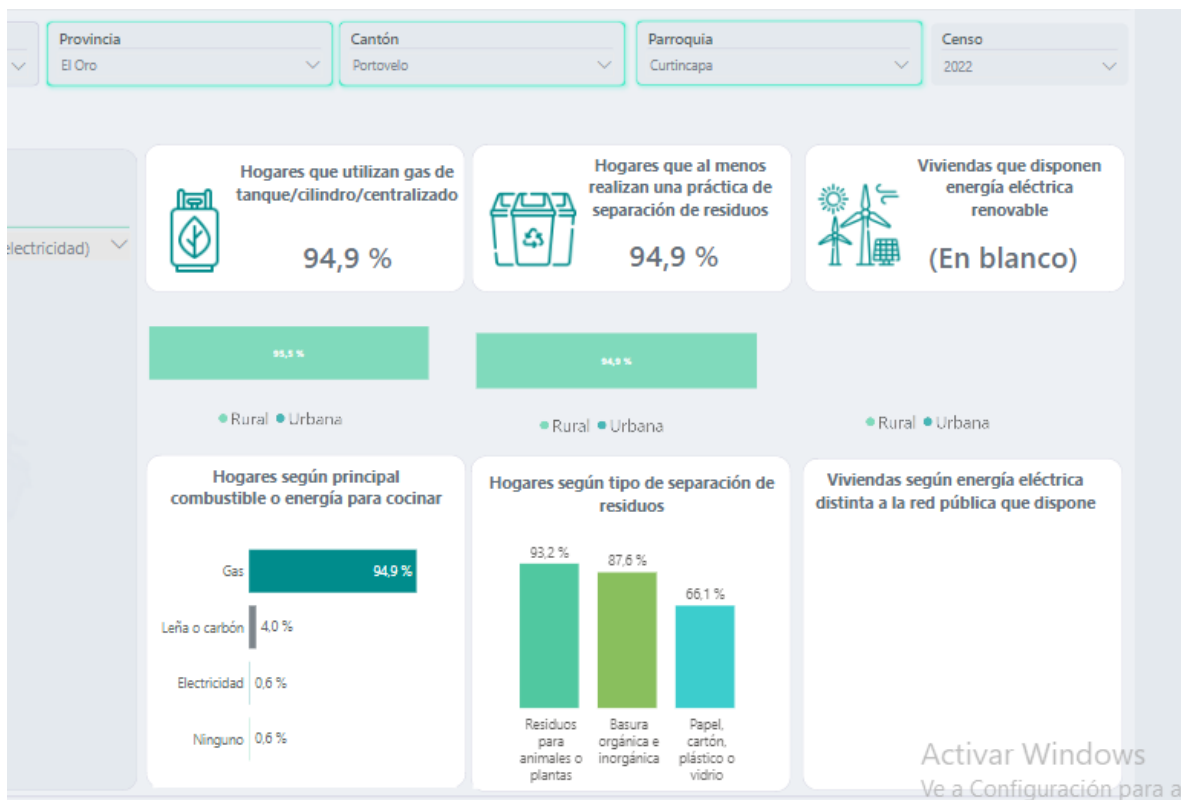 Provincia
El Oro
Cantón
Portovelo
Parroquia
Curtincapa
Censo
2022
electricidad)
Hogares que utilizan gas de
tanque/cilindro/centralizado
94,9 %
Hogares que al menos
realizan una práctica de
separación de residuos
94,9 %
Viviendas que disponen
energía eléctrica
renovable
(En blanco)
94,9 %
Rural Urbana
Rural Urbana
Rural Urbana
Hogares según principal
combustible o energía para cocinar
Gas 94,9 %
Leña o carbón 4,0 %
Electricidad 0,6 %
Ninguno 0,6 %
Hogares según tipo de separación de
residuos
93,2 %
87,6 %
66,1 %
Residuos
para
animales o
plantas
Basura
orgánica e
inorgánica
Papel,
cartón,
plástico o
vidrio
Viviendas según energía eléctrica
distinta a la red pública que dispone
Activar Windows
Ve a Configuración para a